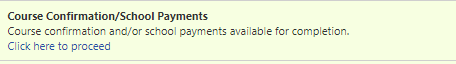 Course Confirmation/School Payments
Course confirmation and/or school payments available for completion.
Click here to proceed